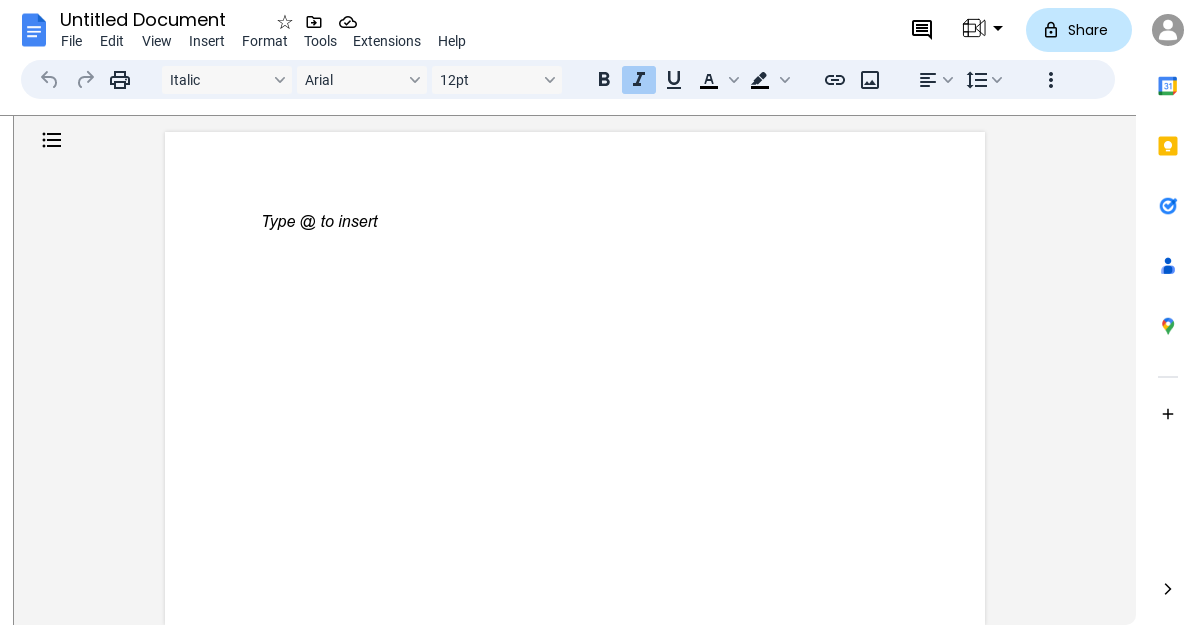 Untitled Document
File Edit View Insert Format Tools Extensions Help
Share
Italic Arial 12pt
B I U A
31
Type @ to insert